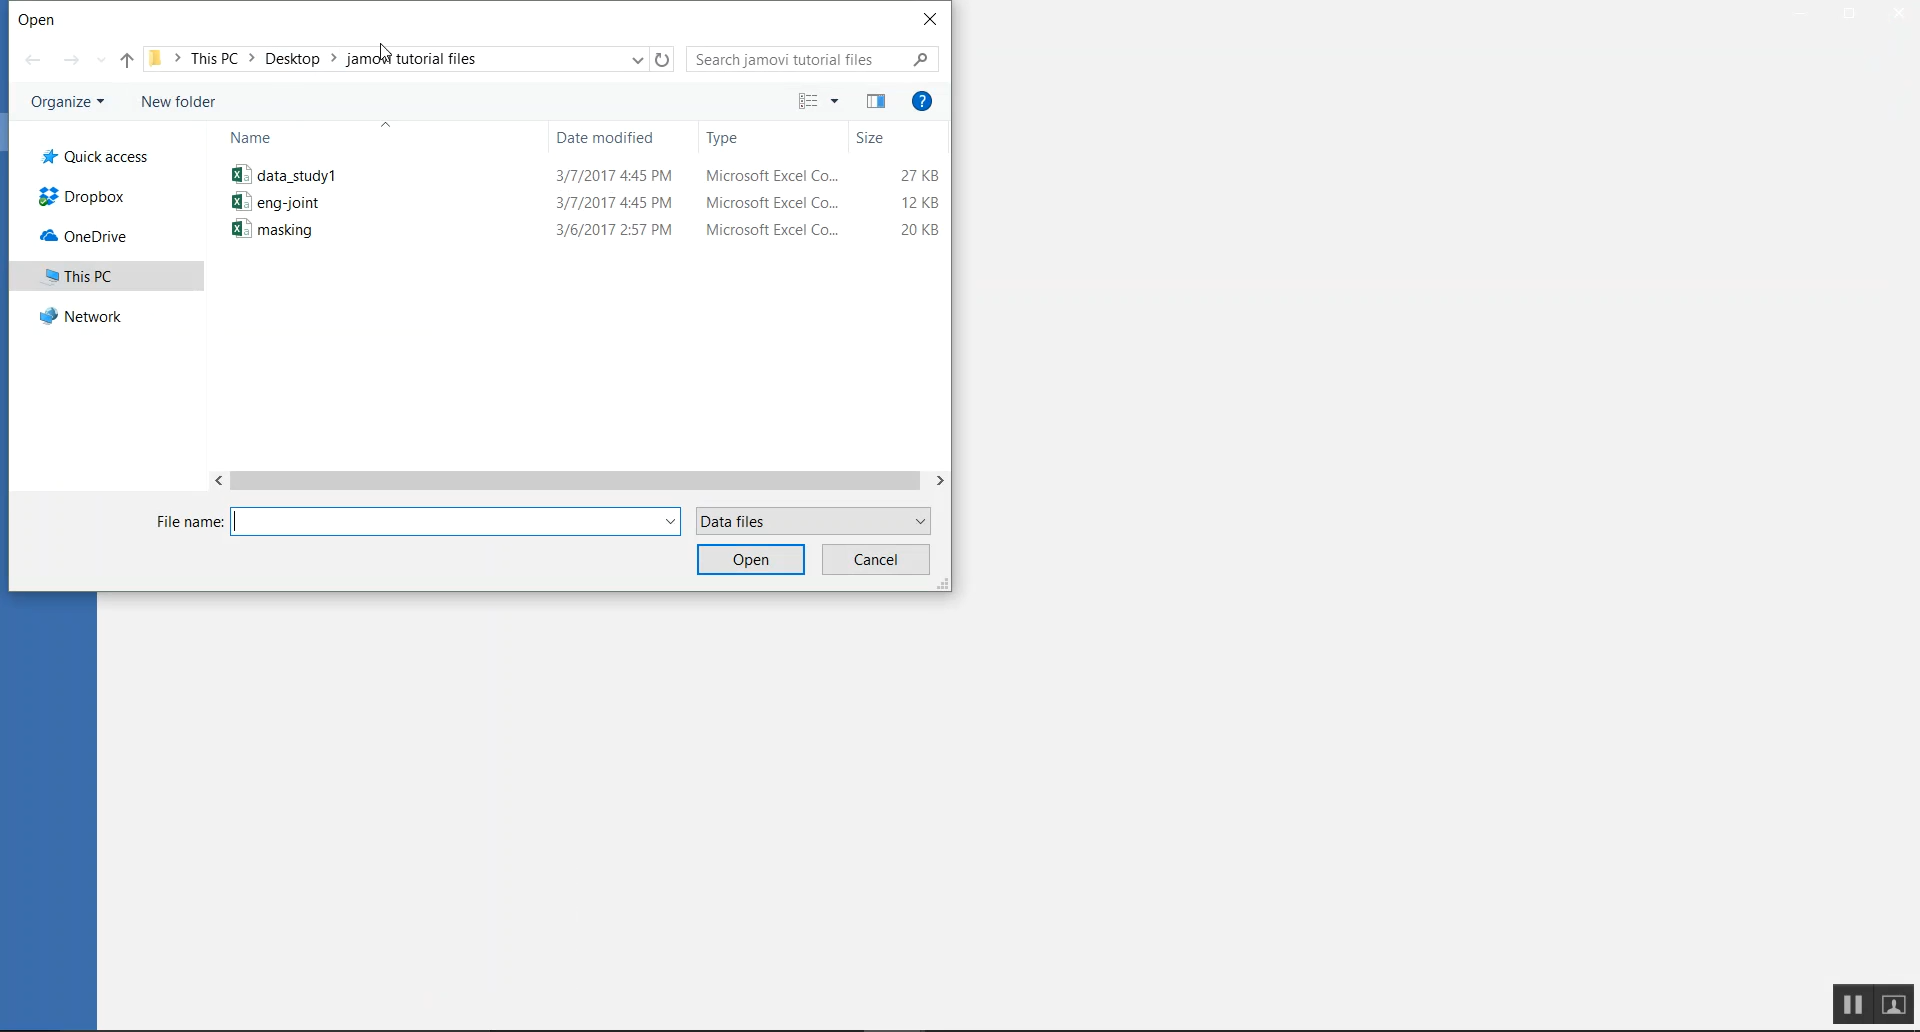 Open
This PC > Desktop > jamovi tutorial files
Search jamovi tutorial files
Organize New folder
?
Name Date modified Type Size
Quick access
Dropbox
OneDrive
This PC
Network
data_study1 3/7/2017 4:45 PM Microsoft Excel Co... 27 KB
eng-joint 3/7/2017 4:45 PM Microsoft Excel Co... 12 KB
masking 3/6/2017 2:57 PM Microsoft Excel Co... 20 KB
File name: Data files
Open Cancel